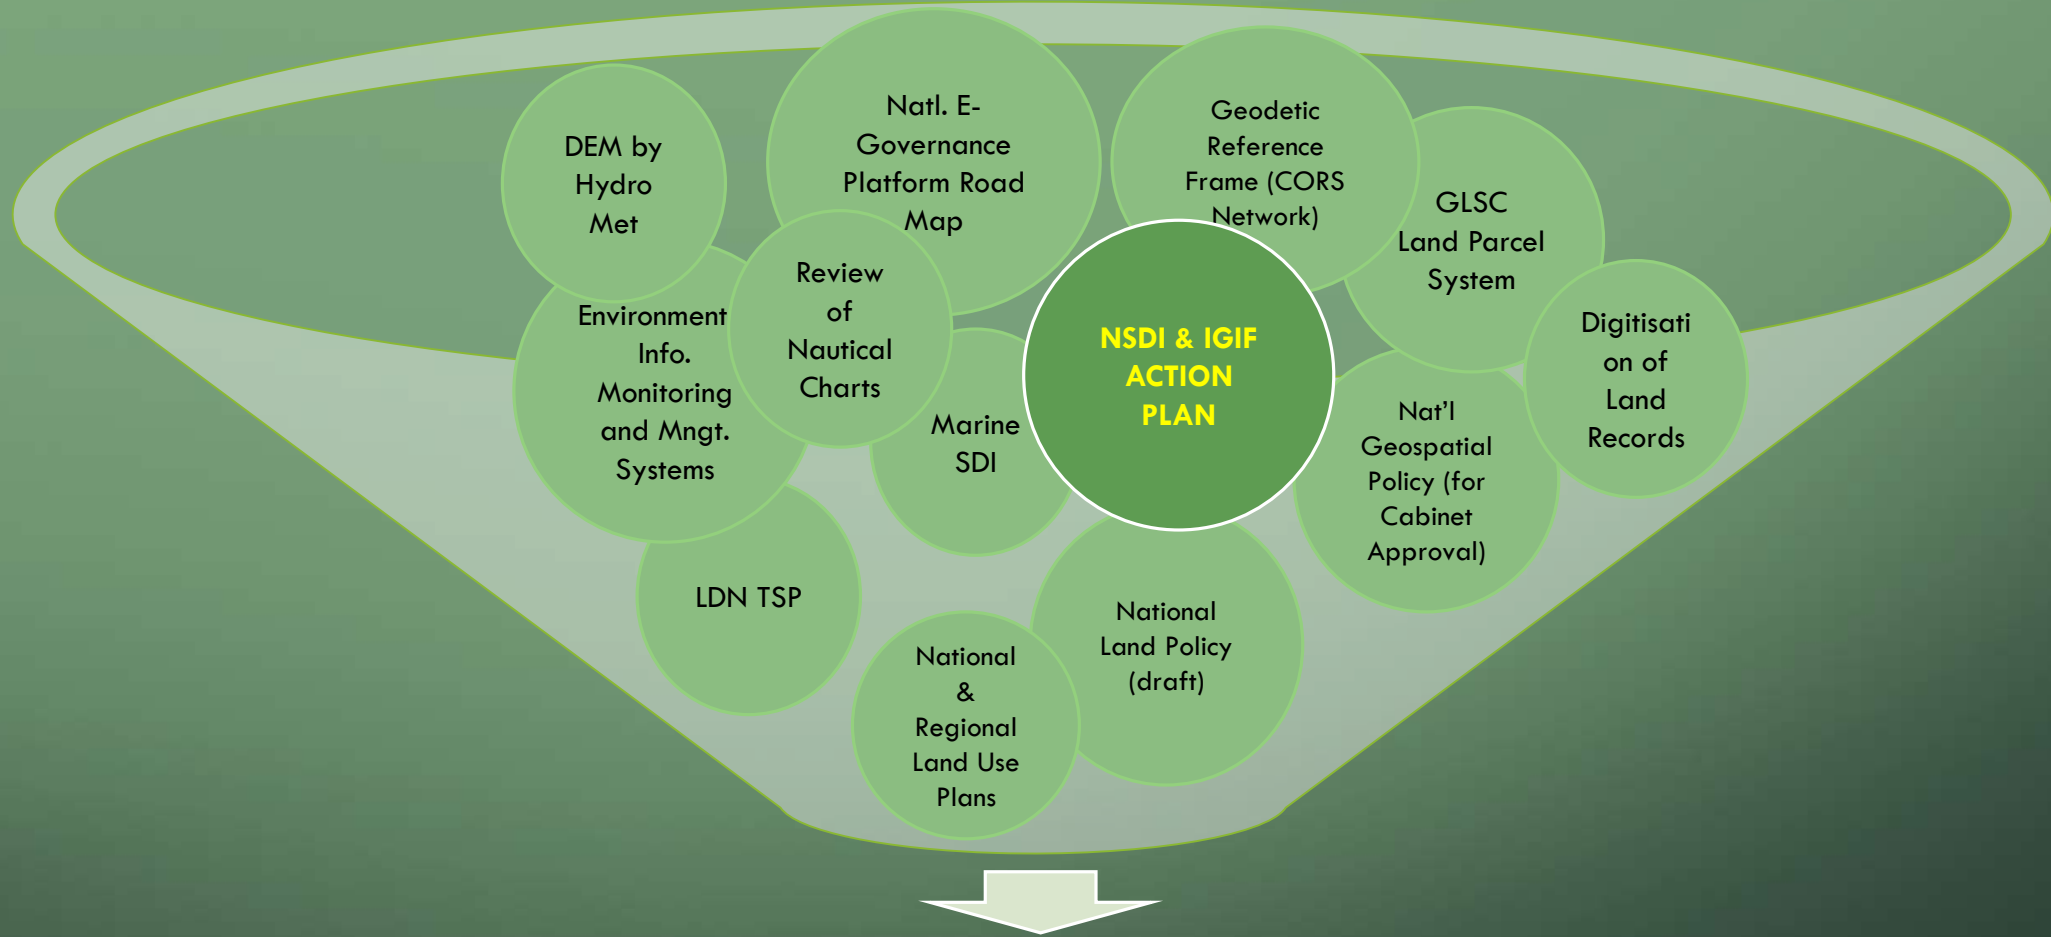 DEM by
Hydro
Met
Natl. E-
Governance
Platform Road
Map
Geodetic
Reference
Frame (CORS
Network)
GLSC
Land Parcel
System
Environment
Info.
Monitoring
and Mngt.
Systems
Review
of
Nautical
Charts
Marine
SDI
NSDI & IGIF
ACTION
PLAN
Digitisati
on of
Land
Records
Nat’l
Geospatial
Policy (for
Cabinet
Approval)
LDN TSP
National
&
Regional
Land Use
Plans
National
Land Policy
(draft)